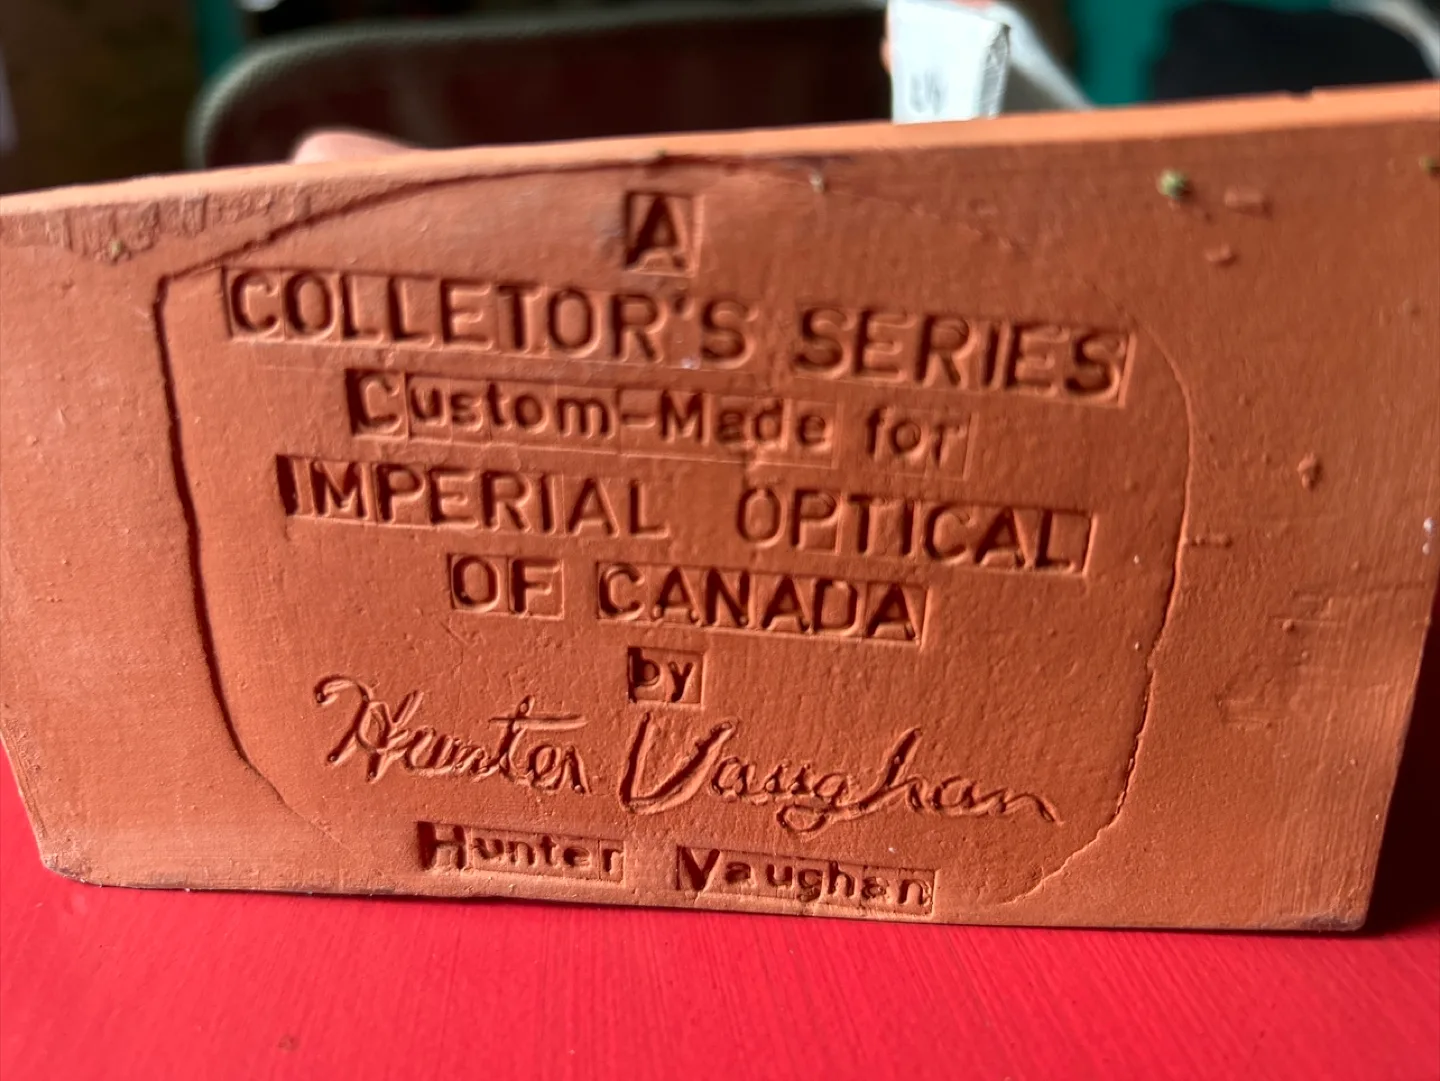 A
COLLETOR'S SERIES
Custom-Made for
IMPERIAL OPTICAL
OF CANADA
by
Hunter Vaughan
Hunter Vaughan